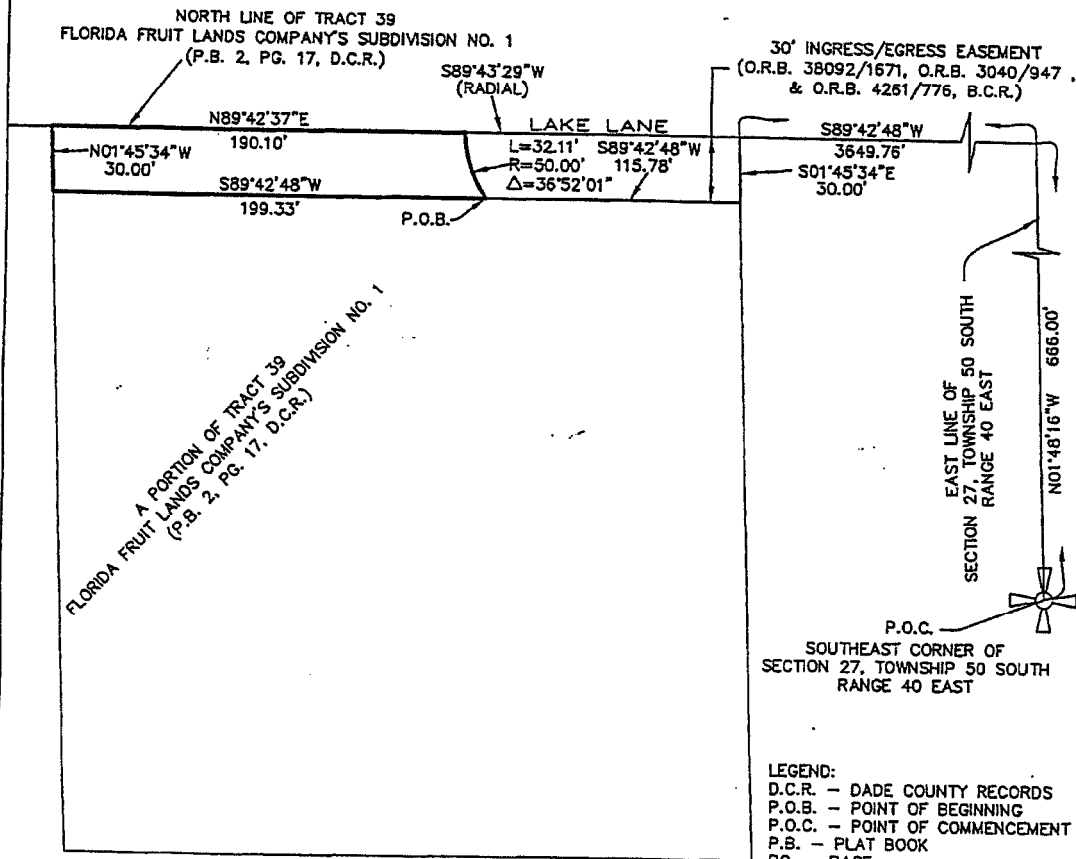 NORTH LINE OF TRACT 39
FLORIDA FRUIT LANDS COMPANY'S SUBDIVISION NO. 1
(P.B. 2, PG. 17, D.C.R.)
S89°43'29"W
(RADIAL)
30' INGRESS/EGRESS EASEMENT
(O.R.B. 38092/1671, O.R.B. 3040/947,
& O.R.B. 4261/776, B.C.R.)
N89°42'37"E
190.10'
LAKE LANE
L=32.11'
R=50.00'
Δ=36°52'01"
S89°42'48"W
115.78'
S89°42'48"W
3649.76'
N01°45'34"W
30.00'
S01°45'34"E
30.00'
S89°42'48"W
199.33'
P.O.B.
A PORTION OF TRACT 39
FLORIDA FRUIT LANDS COMPANY'S SUBDIVISION NO. 1
(P.B. 2, PG. 17, D.C.R.)
EAST LINE OF
SECTION 27, TOWNSHIP 50 SOUTH
RANGE 40 EAST
N01°48'16"W 666.00'
P.O.C.
SOUTHEAST CORNER OF
SECTION 27, TOWNSHIP 50 SOUTH
RANGE 40 EAST
LEGEND:
D.C.R. – DADE COUNTY RECORDS
P.O.B. – POINT OF BEGINNING
P.O.C. – POINT OF COMMENCEMENT
P.B. – PLAT BOOK